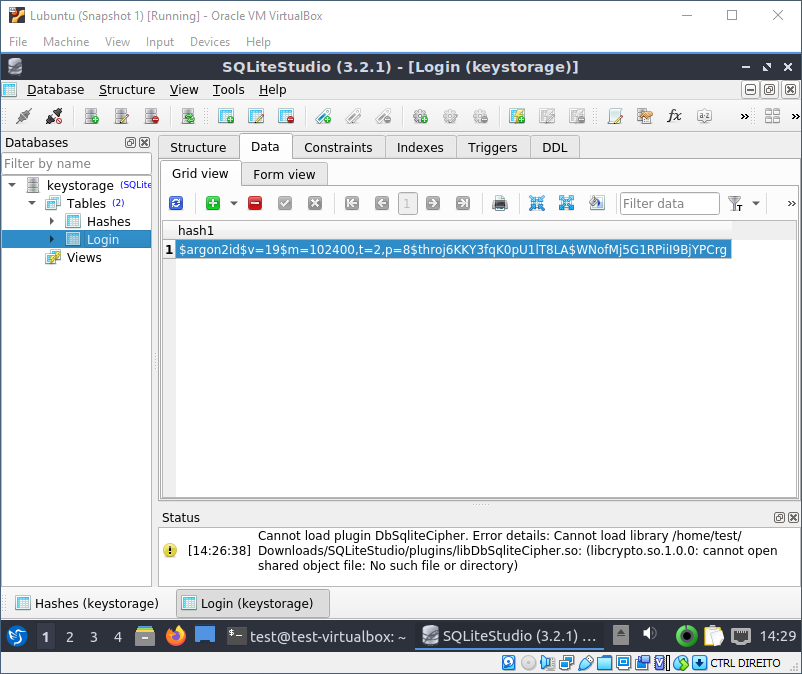 Lubuntu (Snapshot 1) [Running] - Oracle VM VirtualBox
File Machine View Input Devices Help
SQLiteStudio (3.2.1) - [Login (keystorage)]
Database Structure View Tools Help
Databases
Filter by name
keystorage (SQLite
Tables (2)
Hashes
Login
Views
Structure Data Constraints Indexes Triggers DDL
Grid view Form view
1 Filter data
hash1
1 $argon2id$v=19$m=102400,t=2,p=8$throj6KKY3fqK0pU1lT8LA$WNofMj5G1RPiiI9BjYPCrg
Status
[14:26:38] Cannot load plugin DbSqliteCipher. Error details: Cannot load library /home/test/
Downloads/SQLiteStudio/plugins/libDbSqliteCipher.so: (libcrypto.so.1.0.0: cannot open
shared object file: No such file or directory)
Hashes (keystorage) Login (keystorage)
1 2 3 4 test@test-virtualbox: ~ SQLiteStudio (3.2.1) ... 14:29
CTRL DIREITO